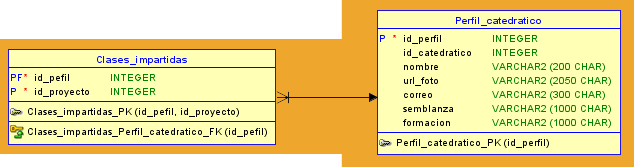 Clases_impartidas
PF* id_pefil INTEGER
P * id_proyecto INTEGER
Clases_impartidas_PK (id_pefil, id_proyecto)
Clases_impartidas_Perfil_catedratico_FK (id_pefil)
Perfil_catedratico
P * id_perfil INTEGER
id_catedratico INTEGER
nombre VARCHAR2 (200 CHAR)
url_foto VARCHAR2 (2050 CHAR)
correo VARCHAR2 (300 CHAR)
semblanza VARCHAR2 (1000 CHAR)
formacion VARCHAR2 (1000 CHAR)
Perfil_catedratico_PK (id_perfil)